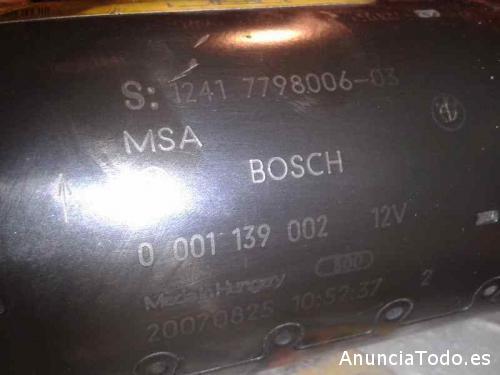 S: 1241 7798006-03
MSA
BOSCH
0 001 139 002 12V
Made in Hungary
20070825 10:52:37 2
AnunciaTodo.es